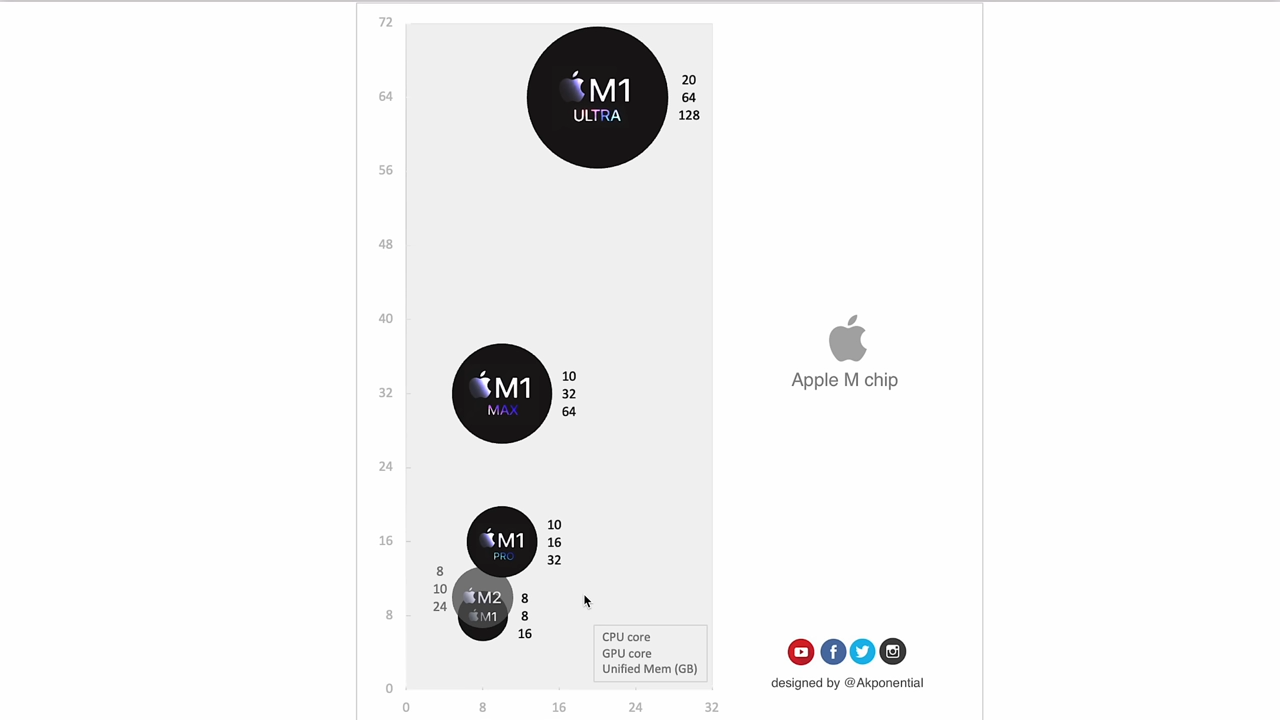 72
64
56
48
40
32
24
16
8
0
0
8
16
24
32
M1
ULTRA
20
64
128
M1
MAX
10
32
64
M1
PRO
10
16
32
8
10
24
M2
M1
8
8
16
CPU core
GPU core
Unified Mem (GB)
Apple M chip
designed by @Akponential